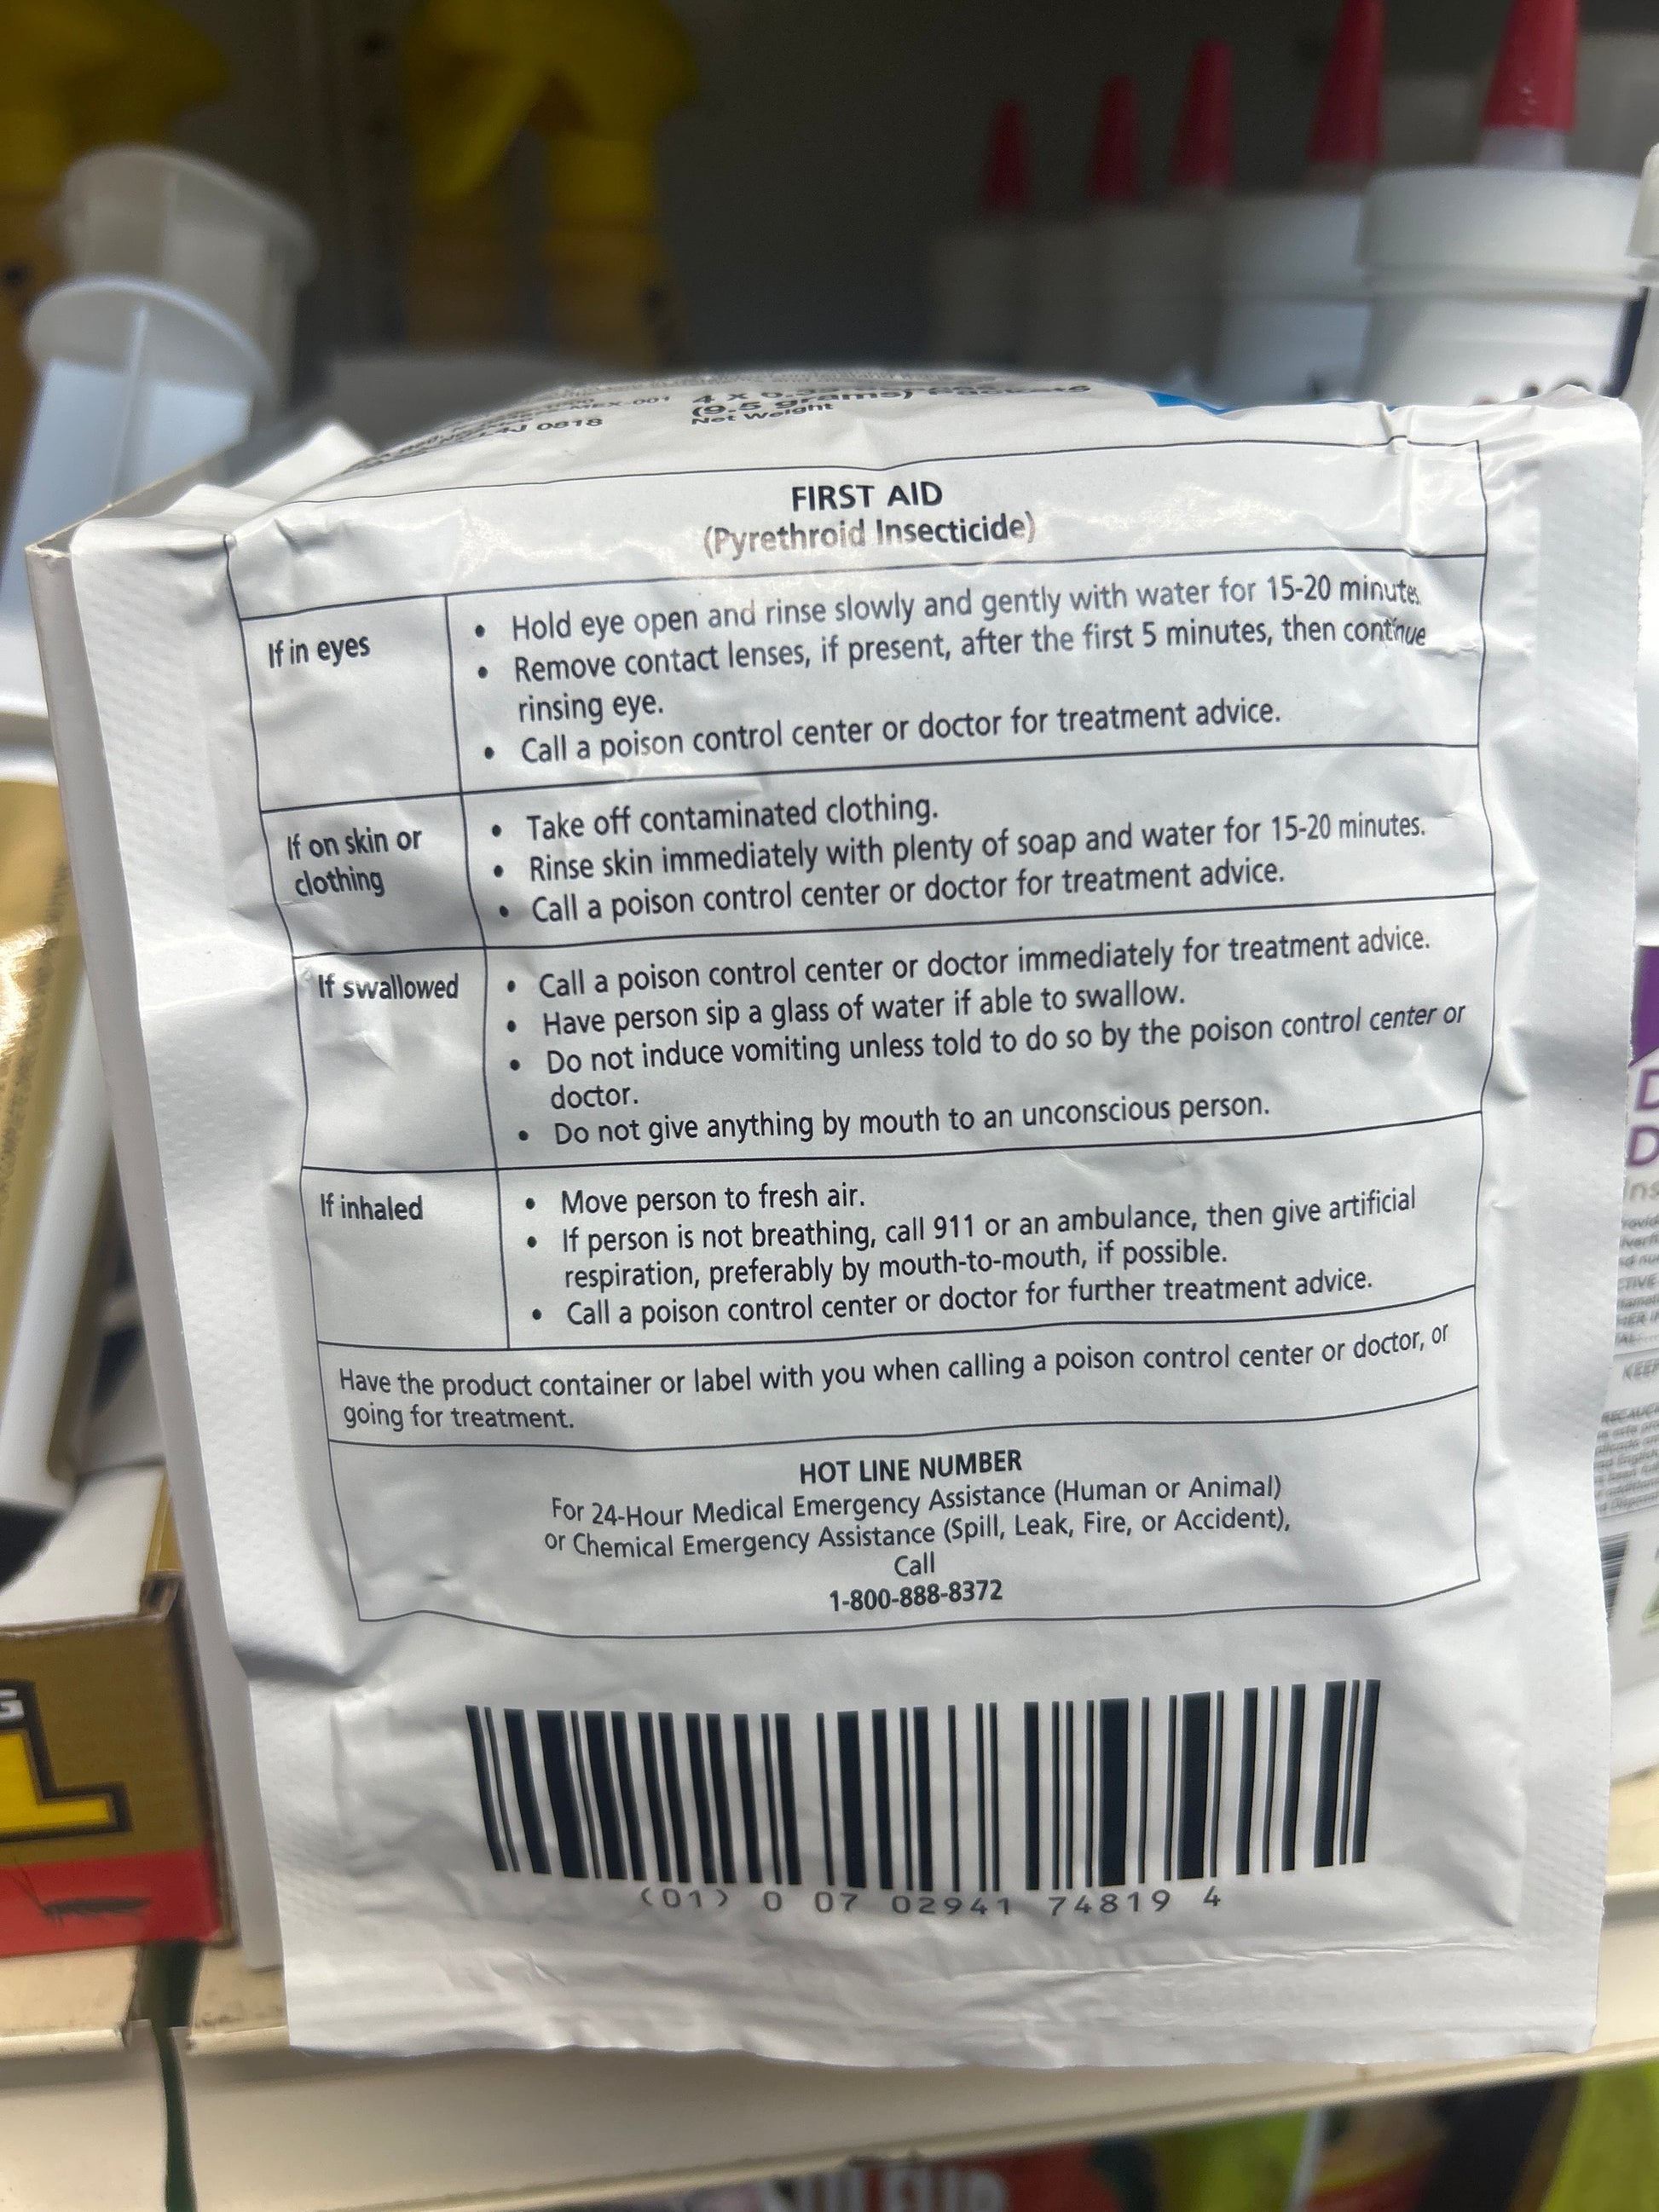 MEX-001
4 x
0818
(9.5 grams)
Net Weight
FIRST AID
(Pyrethroid Insecticide)
If in eyes
• Hold eye open and rinse slowly and gently with water for 15-20 minutes.
• Remove contact lenses, if present, after the first 5 minutes, then continue
rinsing eye.
• Call a poison control center or doctor for treatment advice.
If on skin or
clothing
• Take off contaminated clothing.
• Rinse skin immediately with plenty of soap and water for 15-20 minutes.
• Call a poison control center or doctor for treatment advice.
If swallowed
• Call a poison control center or doctor immediately for treatment advice.
• Have person sip a glass of water if able to swallow.
• Do not induce vomiting unless told to do so by the poison control center or
doctor.
• Do not give anything by mouth to an unconscious person.
If inhaled
• Move person to fresh air.
• If person is not breathing, call 911 or an ambulance, then give artificial
respiration, preferably by mouth-to-mouth, if possible.
• Call a poison control center or doctor for further treatment advice.
Have the product container or label with you when calling a poison control center or doctor, or
going for treatment.
HOT LINE NUMBER
For 24-Hour Medical Emergency Assistance (Human or Animal)
or Chemical Emergency Assistance (Spill, Leak, Fire, or Accident),
Call
1-800-888-8372
(01) 0 07 02941 74819 4